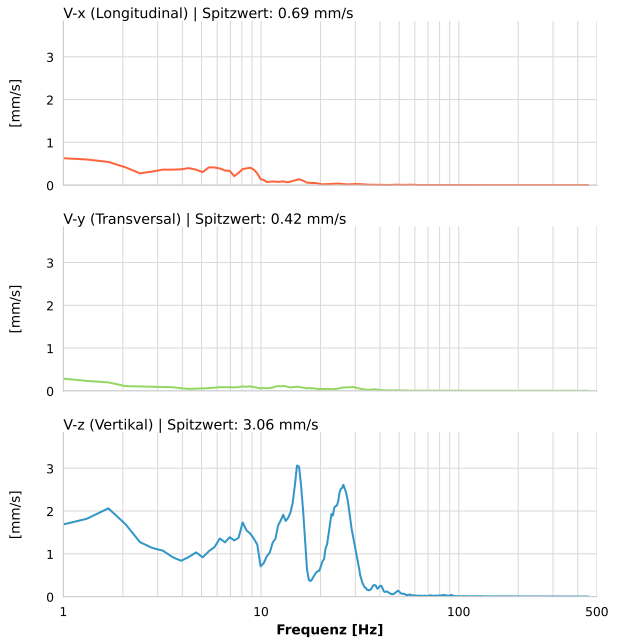 V-x (Longitudinal) | Spitzwert: 0.69 mm/s
3
2
1
0
[mm/s]
V-y (Transversal) | Spitzwert: 0.42 mm/s
3
2
1
0
[mm/s]
V-z (Vertikal) | Spitzwert: 3.06 mm/s
3
2
1
0
[mm/s]
1 10 100 500
Frequenz [Hz]